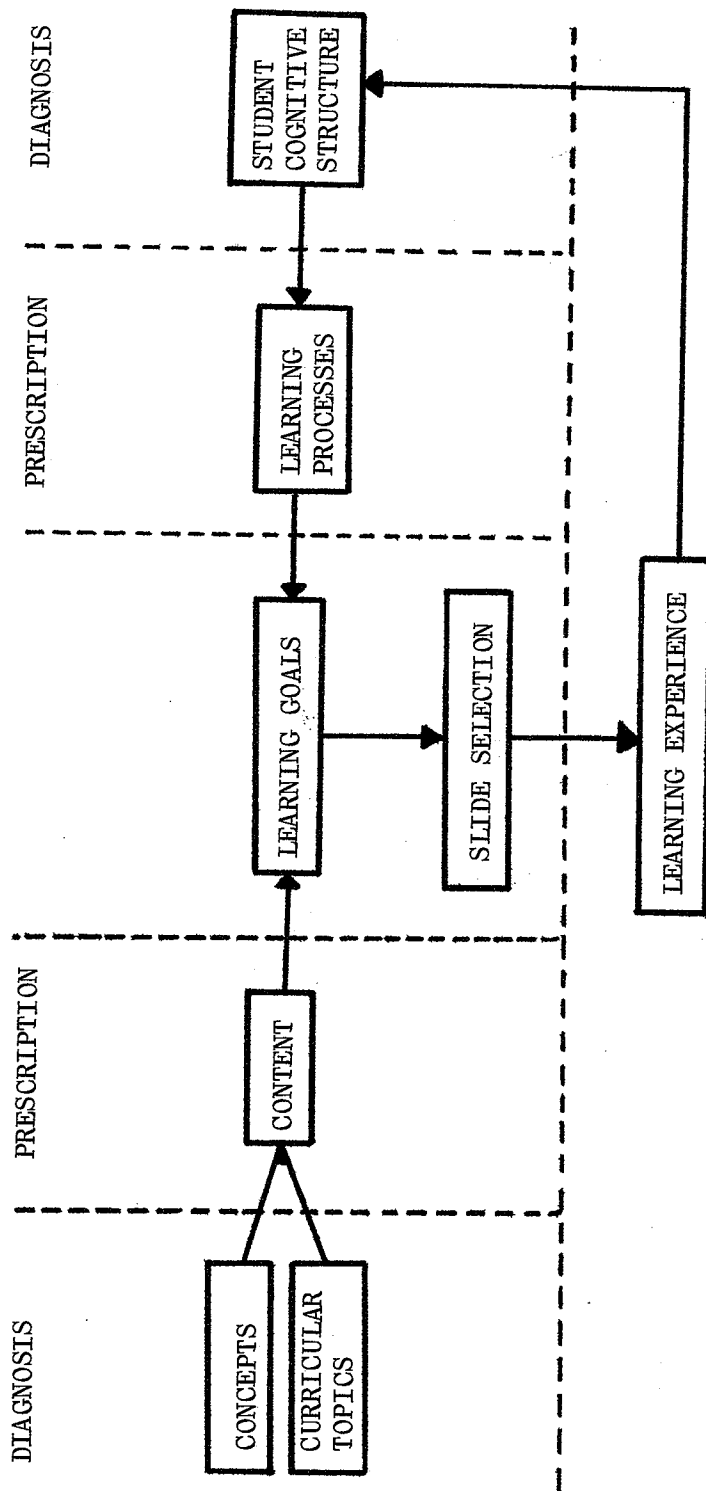 DIAGNOSIS
PRESCRIPTION
PRESCRIPTION
DIAGNOSIS
CONCEPTS
CURRICULAR
TOPICS
CONTENT
LEARNING GOALS
LEARNING
PROCESSES
STUDENT
COGNITIVE
STRUCTURE
SLIDE SELECTION
LEARNING EXPERIENCE